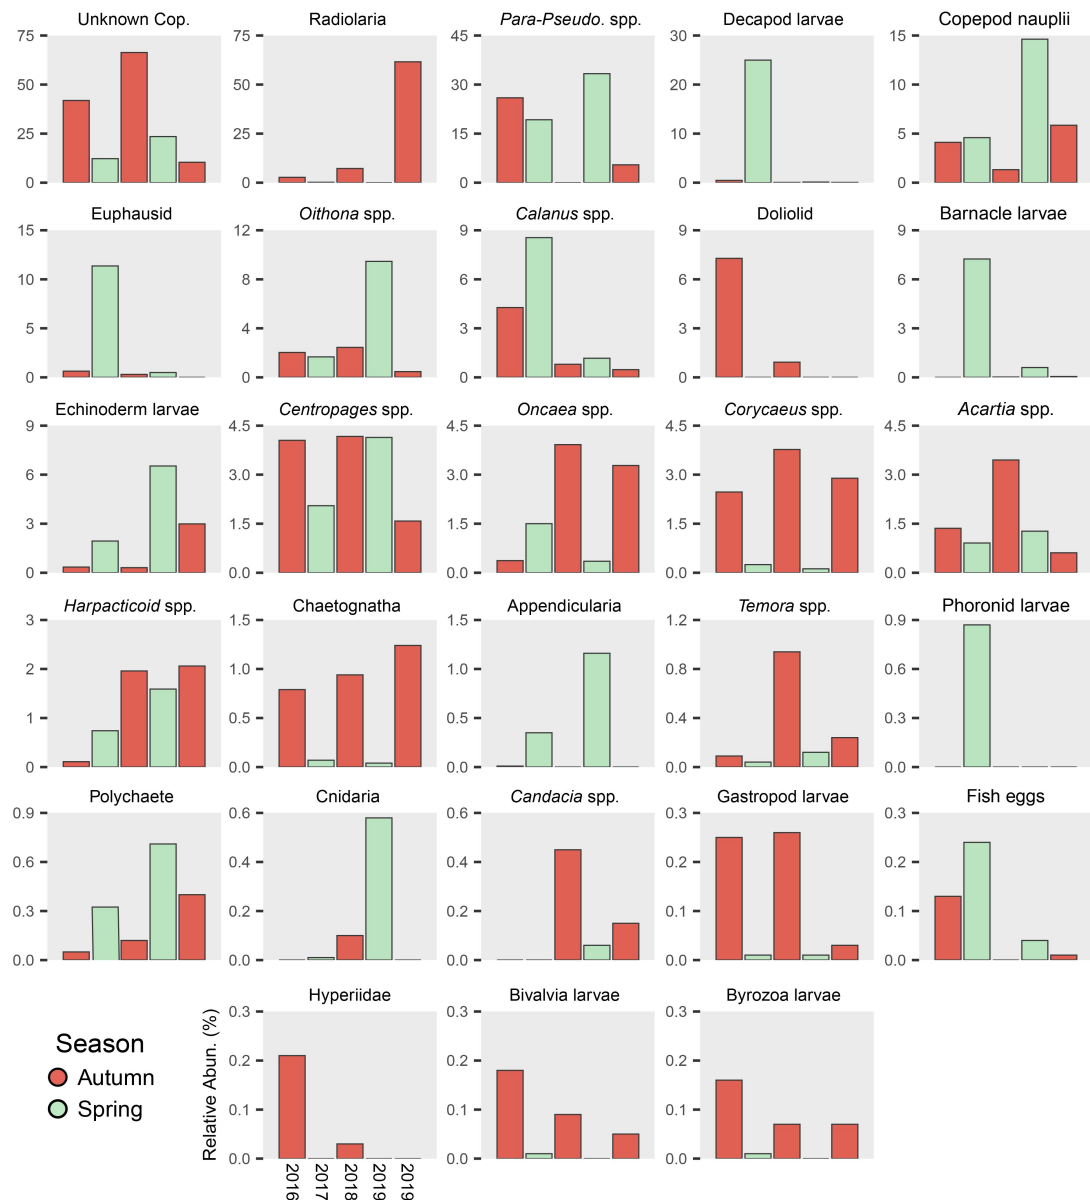 Unknown Cop. Radiolaria Para-Pseudo. spp. Decapod larvae Copepod nauplii
75 75 45 30 15
50 50 30 20 10
25 25 15 10 5
0 0 0 0 0
Euphausid Oithona spp. Calanus spp. Doliolid Barnacle larvae
15 12 9 9 9
10 8 6 6 6
5 4 3 3 3
0 0 0 0 0
Echinoderm larvae Centropages spp. Oncaea spp. Corycaeus spp. Acartia spp.
9 4.5 4.5 4.5 4.5
6 3.0 3.0 3.0 3.0
3 1.5 1.5 1.5 1.5
0 0.0 0.0 0.0 0.0
Harpacticoid spp. Chaetognatha Appendicularia Temora spp. Phoronid larvae
3 1.5 1.5 1.2 0.9
2 1.0 1.0 0.8 0.6
1 0.5 0.5 0.4 0.3
0 0.0 0.0 0.0 0.0
Polychaete Cnidaria Candacia spp. Gastropod larvae Fish eggs
0.9 0.6 0.6 0.3 0.3
0.6 0.4 0.4 0.2 0.2
0.3 0.2 0.2 0.1 0.1
0.0 0.0 0.0 0.0 0.0
Hyperiidae Bivalvia larvae Byrozoa larvae
0.3 0.3 0.3
0.2 0.2 0.2
0.1 0.1 0.1
0.0 0.0 0.0
Relative Abun. (%)
2016 2017 2018 2019 2019
Season
Autumn
Spring